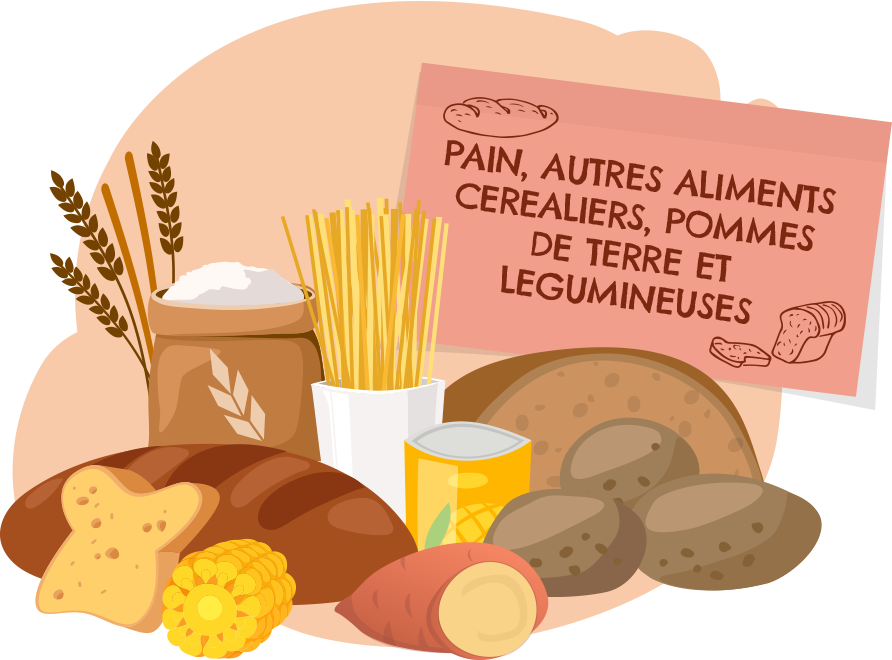 PAIN, AUTRES ALIMENTS
CEREALIERS, POMMES
DE TERRE ET
LEGUMINEUSES